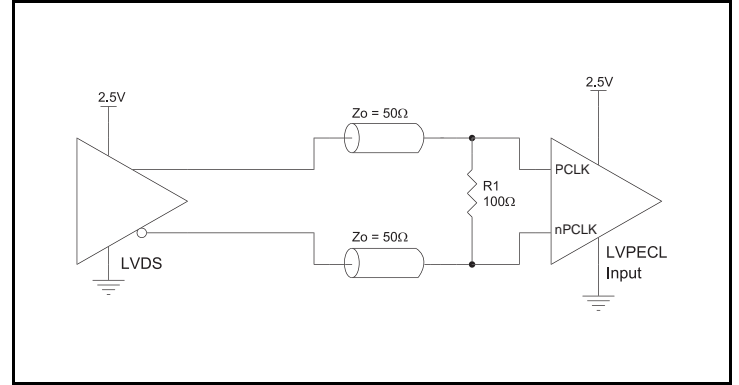 2.5V
2.5V
Zo = 50Ω
PCLK
R1
100Ω
nPCLK
Zo = 50Ω
LVDS
LVPECL
Input